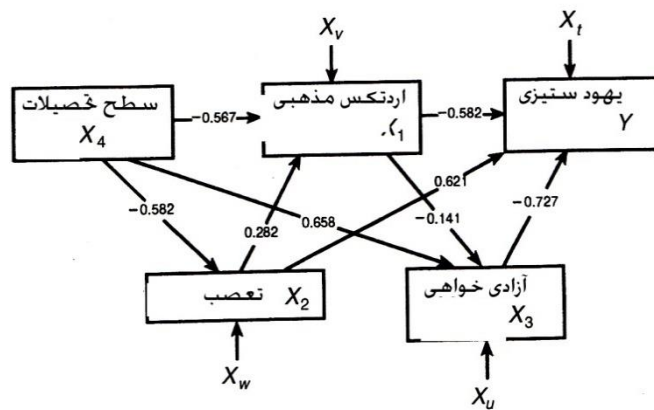 X_v
X_t
سطح تحصیلات
X_4
−0.567
اردتکس مذهبی
X_1
−0.582
یهود ستیزی
Y
−0.582
0.282
0.658
0.621
−0.141
−0.727
تعصب X_2
آزادی خواهی
X_3
X_w
X_u